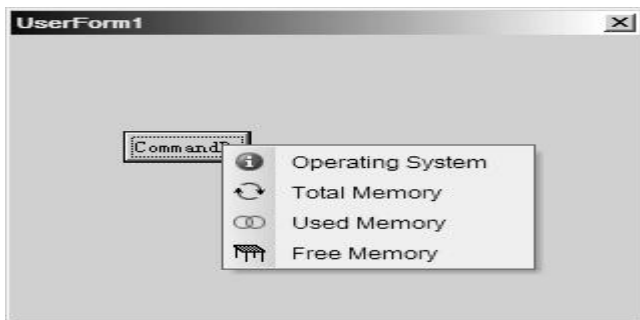 UserForm1
Operating System
Total Memory
Used Memory
Free Memory